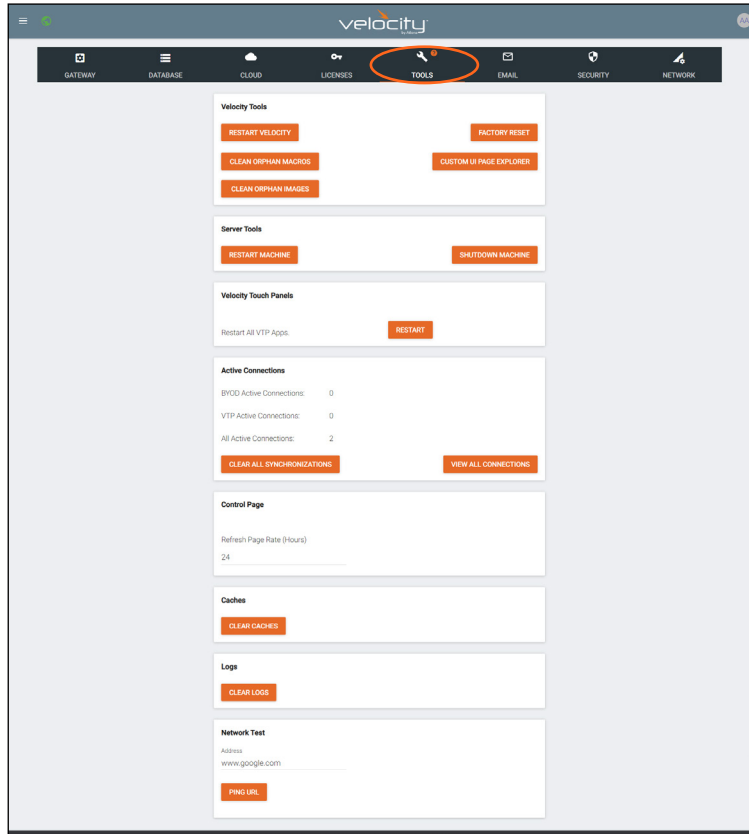 velocity
by Atlona
AA
GATEWAY DATABASE CLOUD LICENSES TOOLS EMAIL SECURITY NETWORK
Velocity Tools
RESTART VELOCITY FACTORY RESET
CLEAN ORPHAN MACROS CUSTOM UI PAGE EXPLORER
CLEAN ORPHAN IMAGES
Server Tools
RESTART MACHINE SHUTDOWN MACHINE
Velocity Touch Panels
Restart All VTP Apps. RESTART
Active Connections
BYOD Active Connections: 0
VTP Active Connections: 0
All Active Connections: 2
CLEAR ALL SYNCHRONIZATIONS VIEW ALL CONNECTIONS
Control Page
Refresh Page Rate (Hours)
24
Caches
CLEAR CACHES
Logs
CLEAR LOGS
Network Test
Address
www.google.com
PING URL